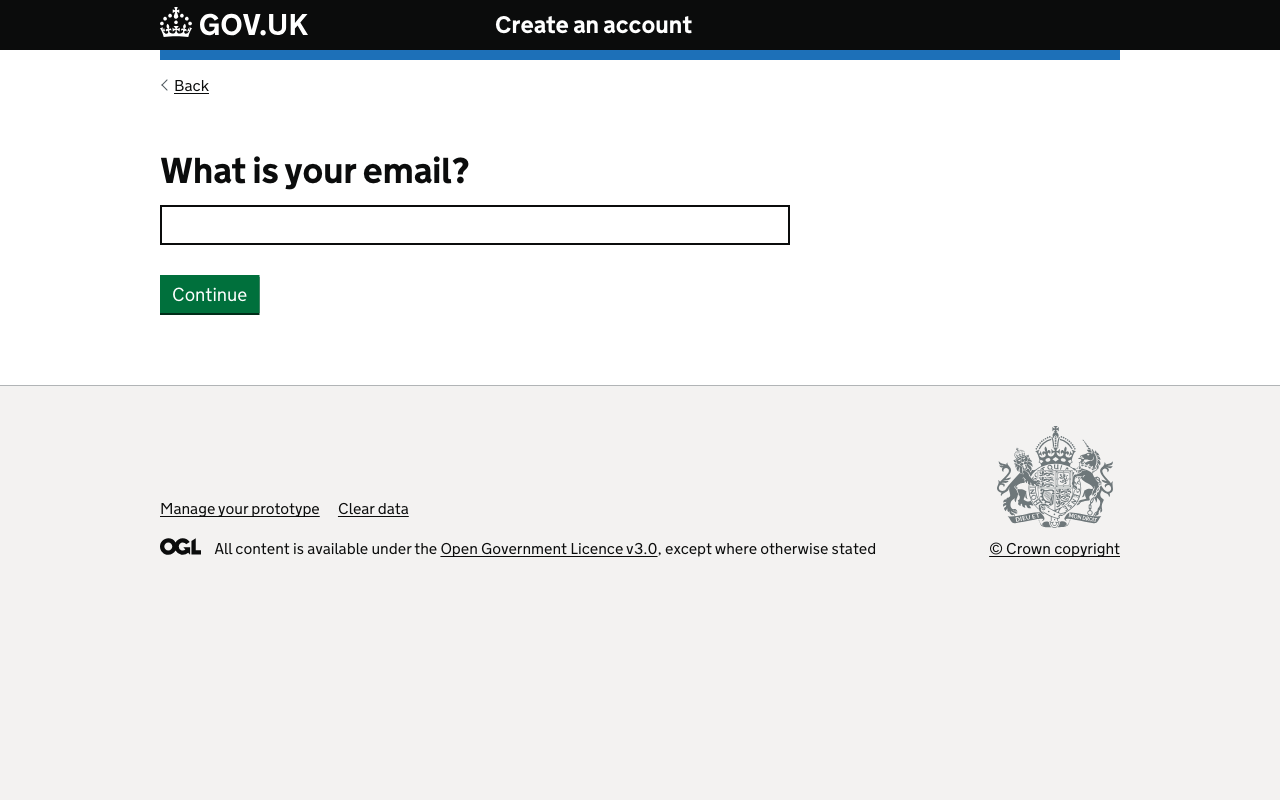 GOV.UK
Create an account
Back
What is your email?
Continue
Manage your prototype
Clear data
OGL All content is available under the Open Government Licence v3.0, except where otherwise stated
© Crown copyright